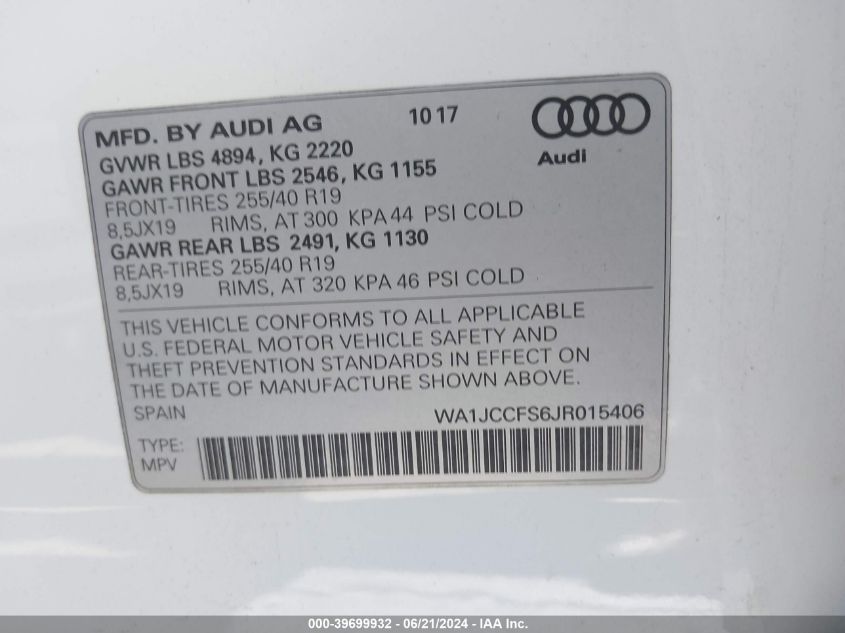 MFD. BY AUDI AG 10 17
Audi
GVWR LBS 4894, KG 2220
GAWR FRONT LBS 2546, KG 1155
FRONT-TIRES 255/40 R19
8,5JX19 RIMS, AT 300 KPA 44 PSI COLD
GAWR REAR LBS 2491, KG 1130
REAR-TIRES 255/40 R19
8,5JX19 RIMS, AT 320 KPA 46 PSI COLD
THIS VEHICLE CONFORMS TO ALL APPLICABLE
U.S. FEDERAL MOTOR VEHICLE SAFETY AND
THEFT PREVENTION STANDARDS IN EFFECT ON
THE DATE OF MANUFACTURE SHOWN ABOVE.
SPAIN WA1JCCFS6JR015406
TYPE:
MPV
000-39699932 - 06/21/2024 - IAA Inc.